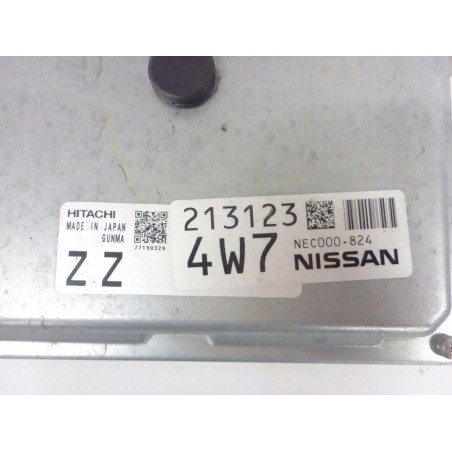 HITACHI
MADE IN JAPAN
GUNMA
ZZ
77190329
213123
4W7
NEC000-824
NISSAN